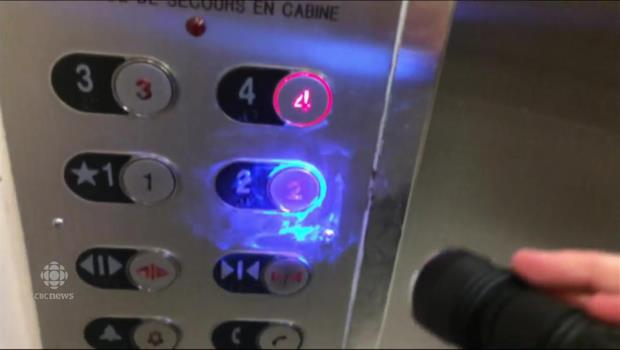 DE SECOURS EN CABINE
3 3 4 4
★1 1 2 2
CBCNEWS